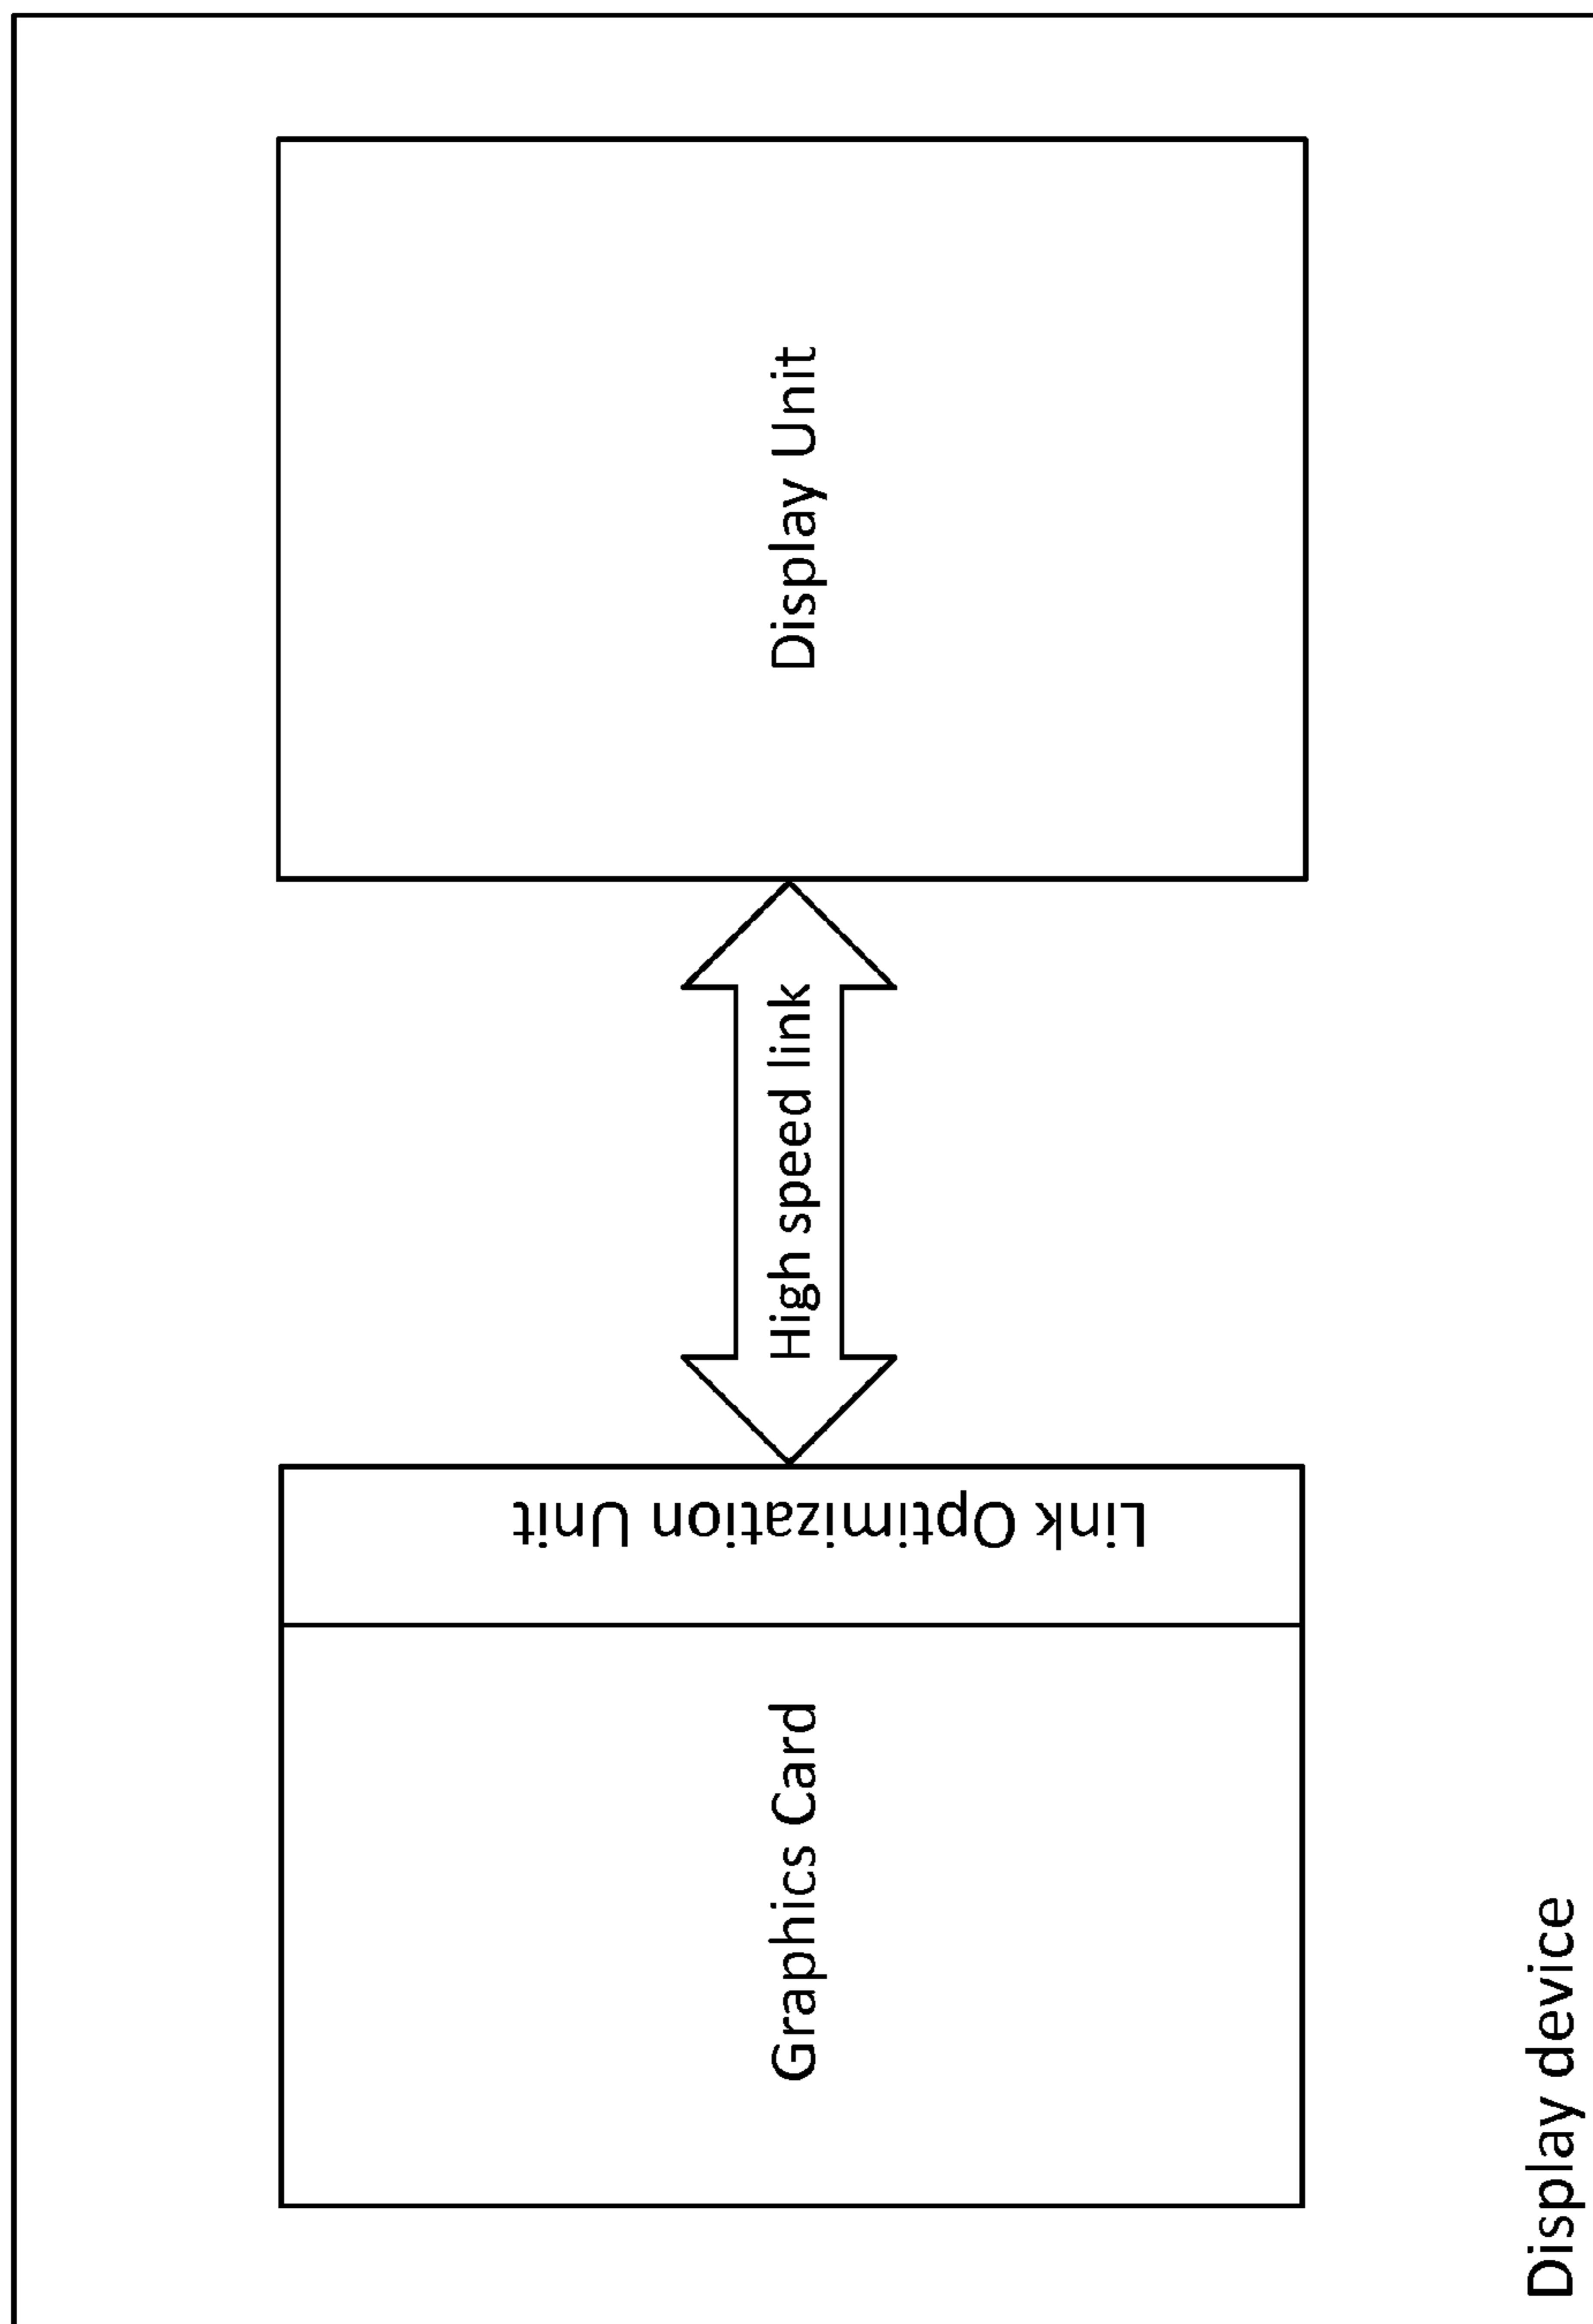 Graphics Card
Link Optimization Unit
High speed link
Display Unit
Display device